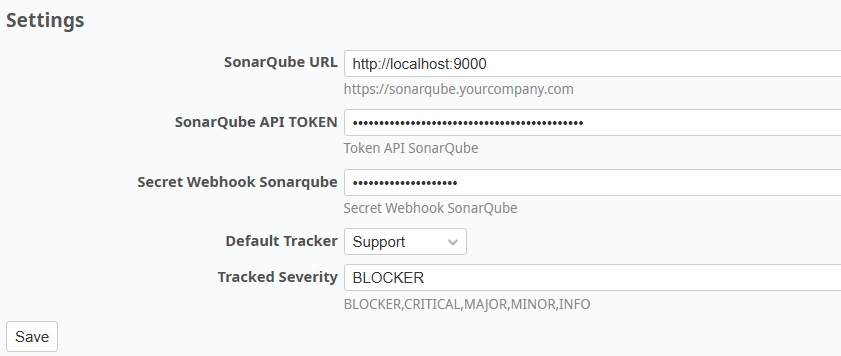 Settings
SonarQube URL http://localhost:9000
https://sonarqube.yourcompany.com
SonarQube API TOKEN ••••••••••••••••••••••••••••••••••••••••••••
Token API SonarQube
Secret Webhook Sonarqube ••••••••••••••••••••
Secret Webhook SonarQube
Default Tracker Support
Tracked Severity BLOCKER
BLOCKER,CRITICAL,MAJOR,MINOR,INFO
Save